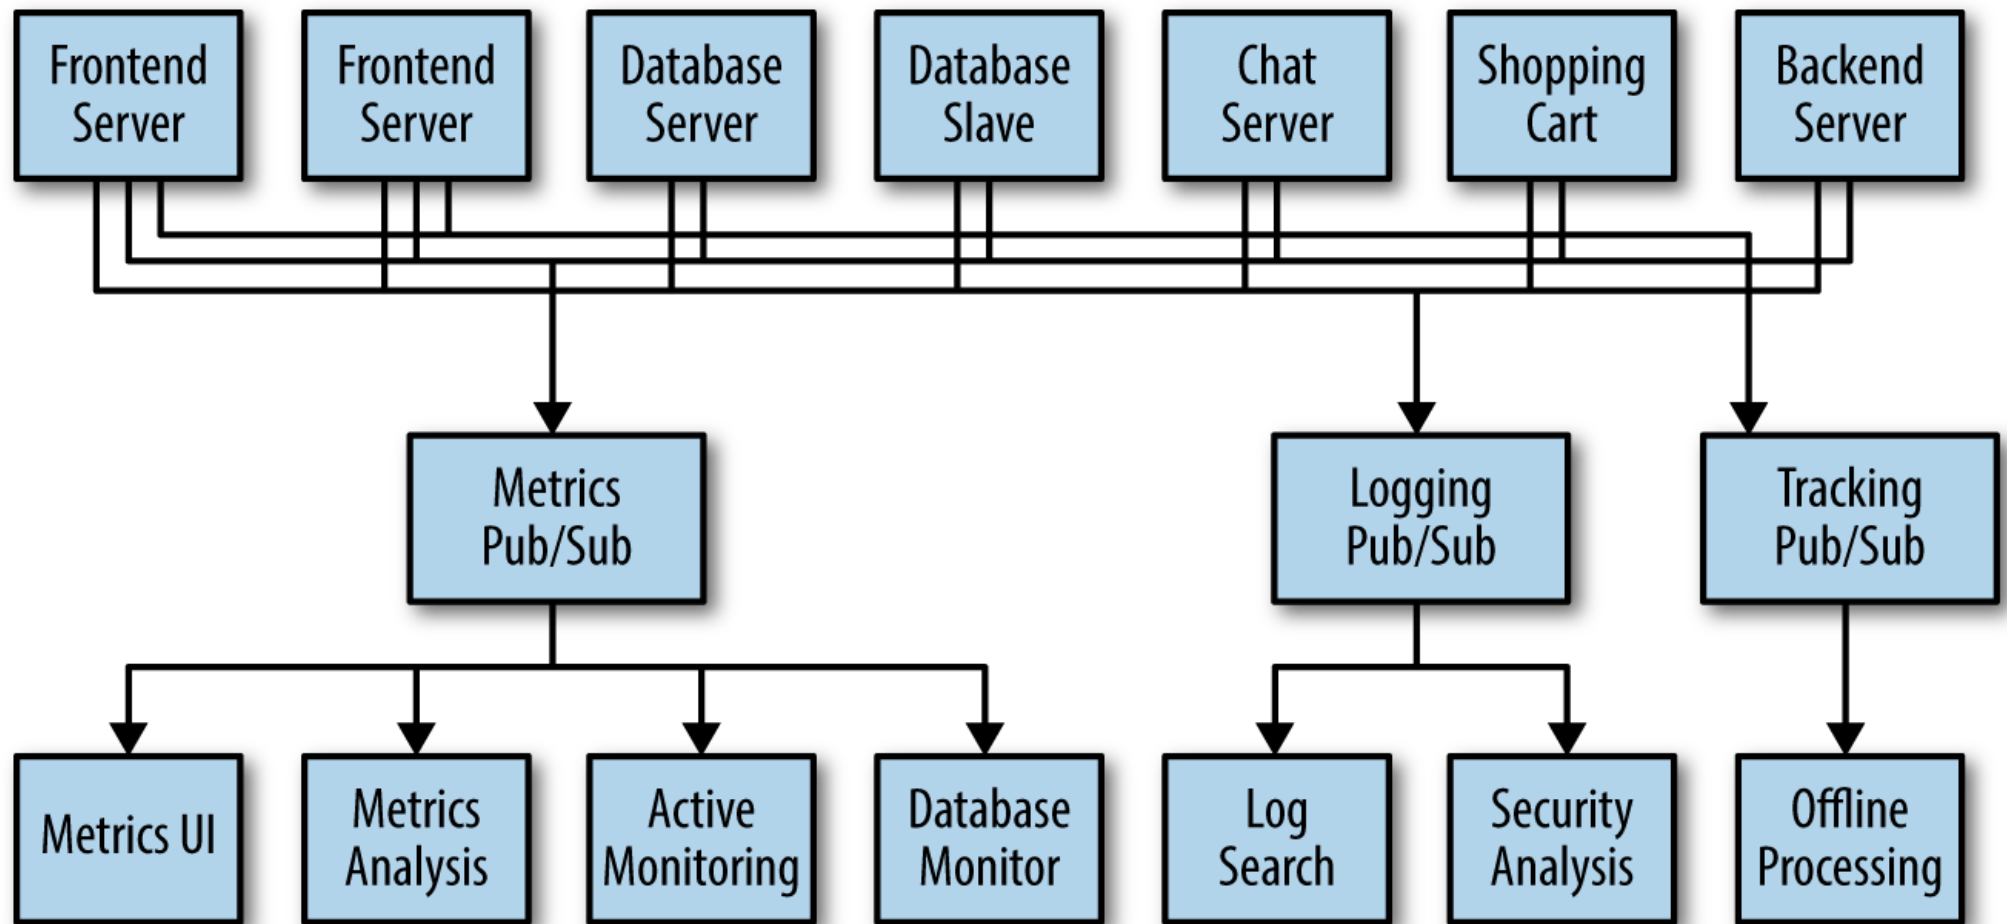 Frontend
Server
Frontend
Server
Database
Server
Database
Slave
Chat
Server
Shopping
Cart
Backend
Server
Metrics
Pub/Sub
Logging
Pub/Sub
Tracking
Pub/Sub
Metrics UI
Metrics
Analysis
Active
Monitoring
Database
Monitor
Log
Search
Security
Analysis
Offline
Processing